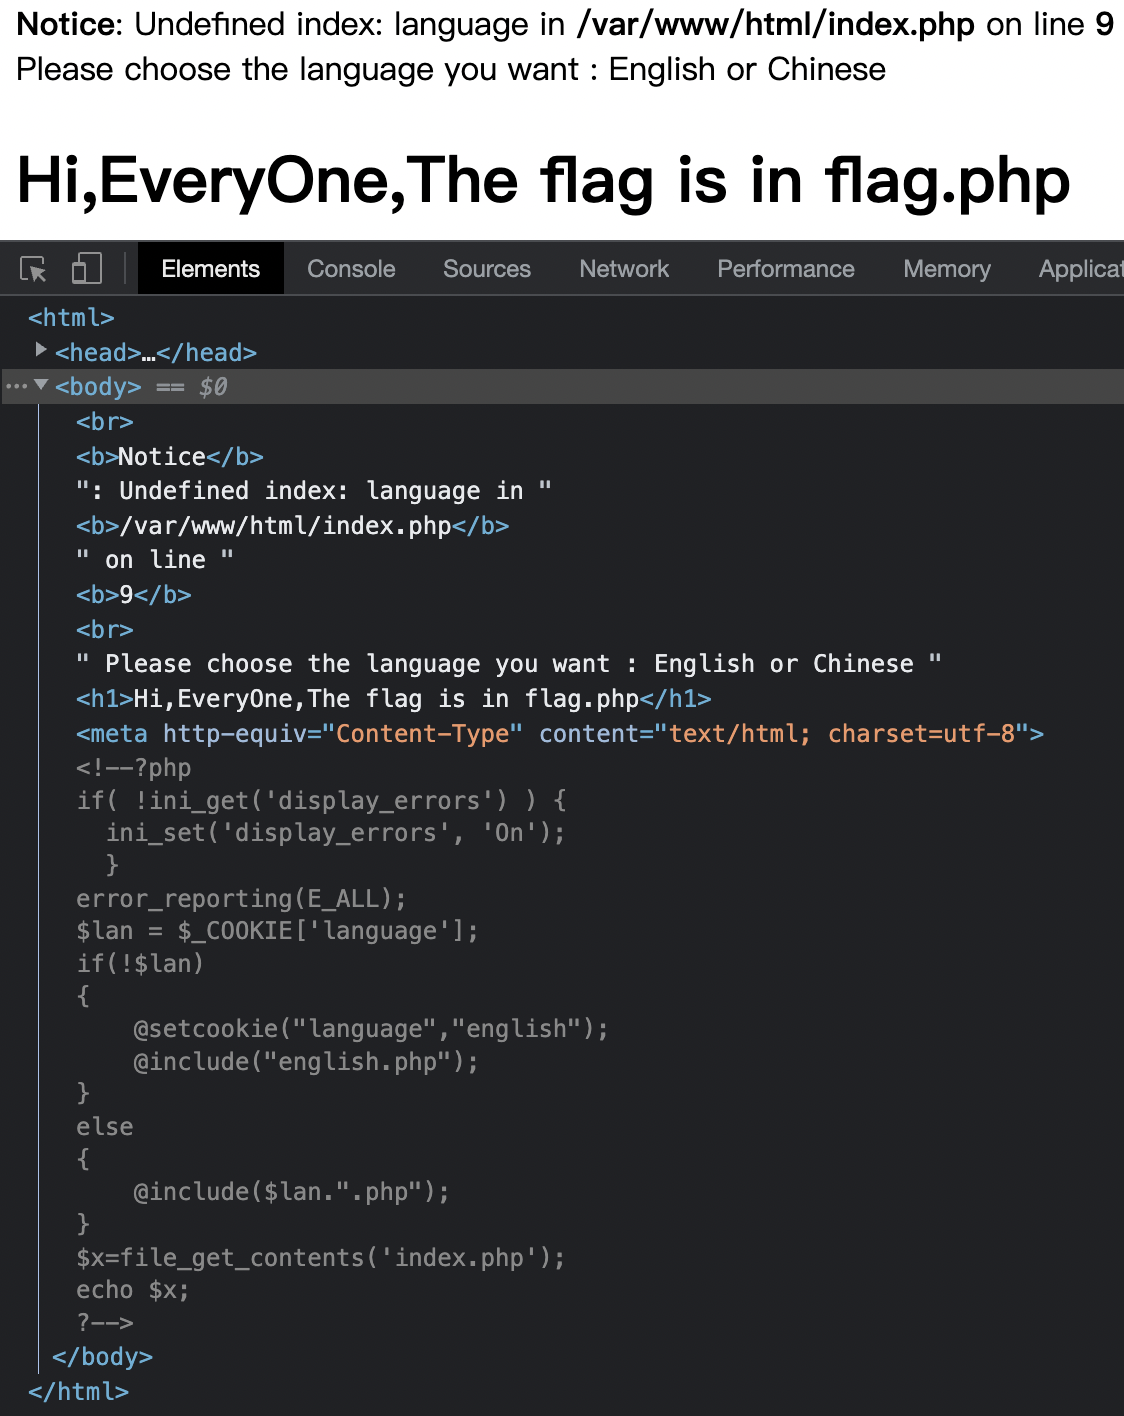 Notice: Undefined index: language in /var/www/html/index.php on line 9
Please choose the language you want : English or Chinese
Hi,EveryOne,The flag is in flag.php
Elements Console Sources Network Performance Memory Applicat
<html>
<head>…</head>
<body> == $0
<br>
<b>Notice</b>
": Undefined index: language in "
<b>/var/www/html/index.php</b>
" on line "
<b>9</b>
<br>
" Please choose the language you want : English or Chinese "
<h1>Hi,EveryOne,The flag is in flag.php</h1>
<meta http-equiv="Content-Type" content="text/html; charset=utf-8">
<!--?php
if( !ini_get('display_errors') ) {
  ini_set('display_errors', 'On');
  }
error_reporting(E_ALL);
$lan = $_COOKIE['language'];
if(!$lan)
{
    @setcookie("language","english");
    @include("english.php");
}
else
{
    @include($lan.".php");
}
$x=file_get_contents('index.php');
echo $x;
?-->
</body>
</html>